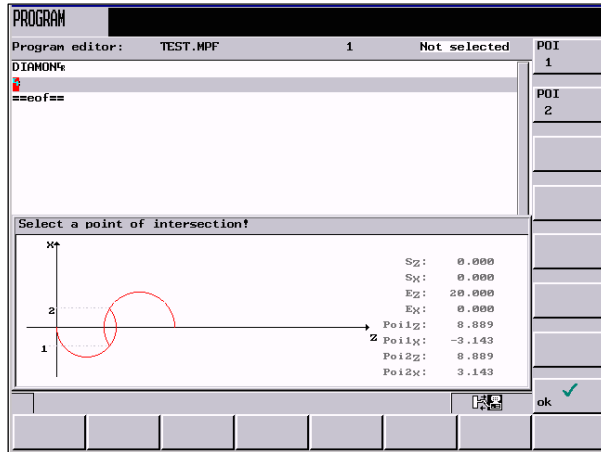 PROGRAM
Program editor: TEST.MPF 1 Not selected
DIAMON
==eof==
POI
1
POI
2
Select a point of intersection!
X
2
1
Z
SZ: 0.000
SX: 0.000
EZ: 20.000
EX: 0.000
Poi1Z: 8.889
Poi1X: -3.143
Poi2Z: 8.889
Poi2X: 3.143
ok